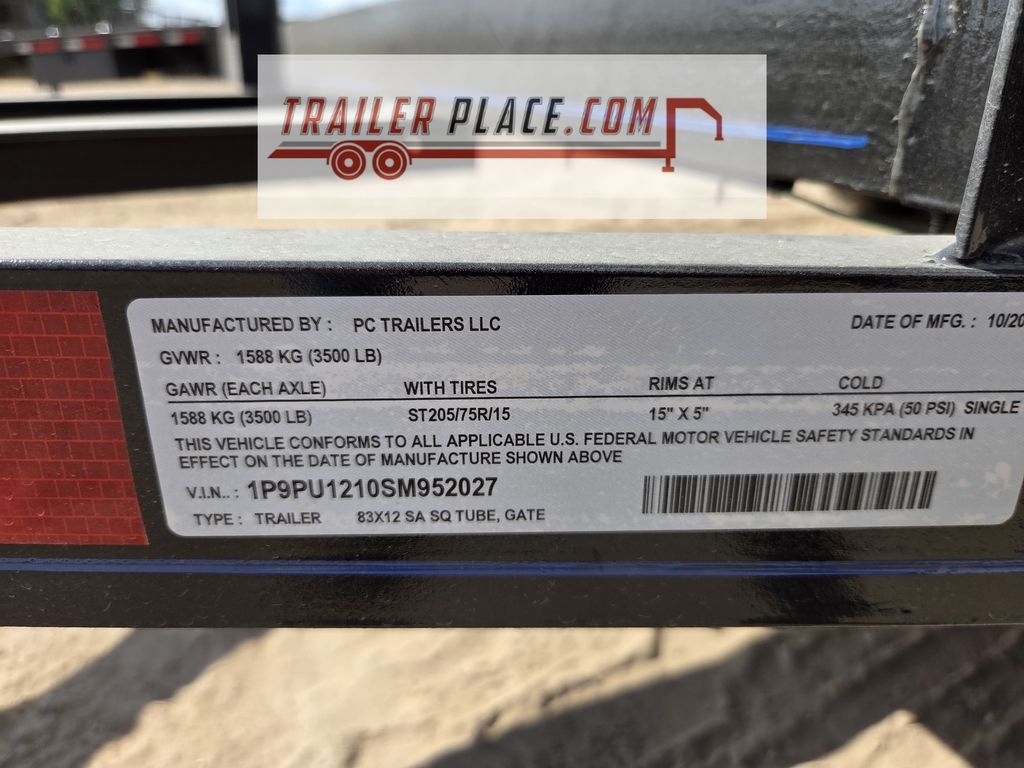 TRAILER PLACE.COM
MANUFACTURED BY : PC TRAILERS LLC DATE OF MFG. : 10/20
GVWR : 1588 KG (3500 LB)
GAWR (EACH AXLE) WITH TIRES RIMS AT COLD
1588 KG (3500 LB) ST205/75R/15 15" X 5" 345 KPA (50 PSI) SINGLE
THIS VEHICLE CONFORMS TO ALL APPLICABLE U.S. FEDERAL MOTOR VEHICLE SAFETY STANDARDS IN
EFFECT ON THE DATE OF MANUFACTURE SHOWN ABOVE
V.I.N.. : 1P9PU1210SM952027
TYPE : TRAILER 83X12 SA SQ TUBE, GATE